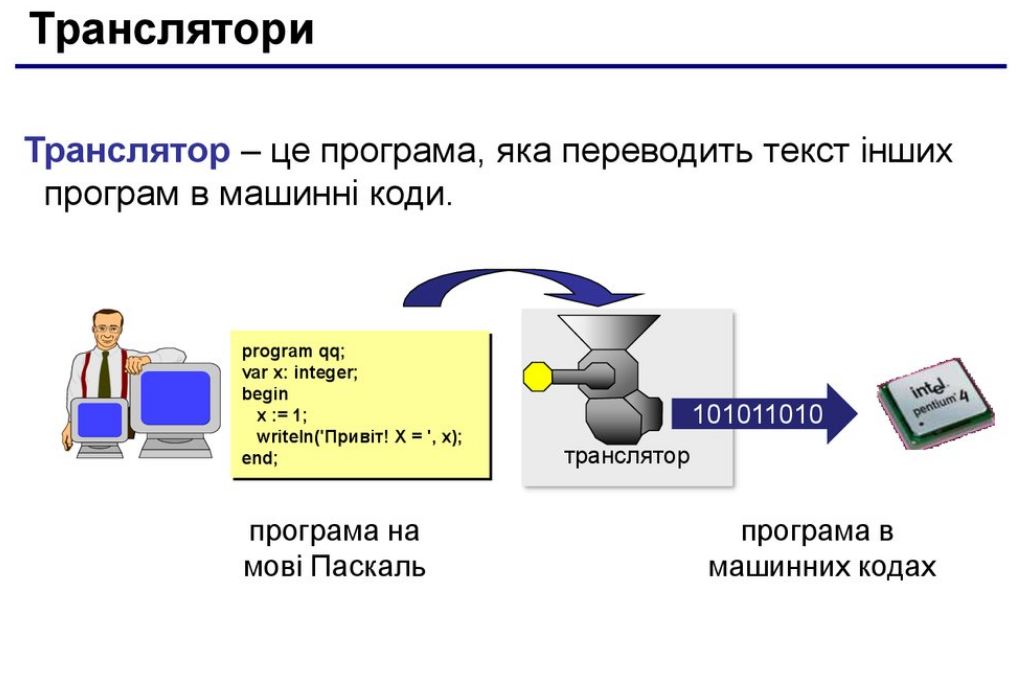 Транслятори
Транслятор – це програма, яка переводить текст інших
програм в машинні коди.
program qq;
var x: integer;
begin
x := 1;
writeln('Привіт! X = ', x);
end;
транслятор
101011010
intel
pentium 4
програма на
мові Паскаль
програма в
машинних кодах